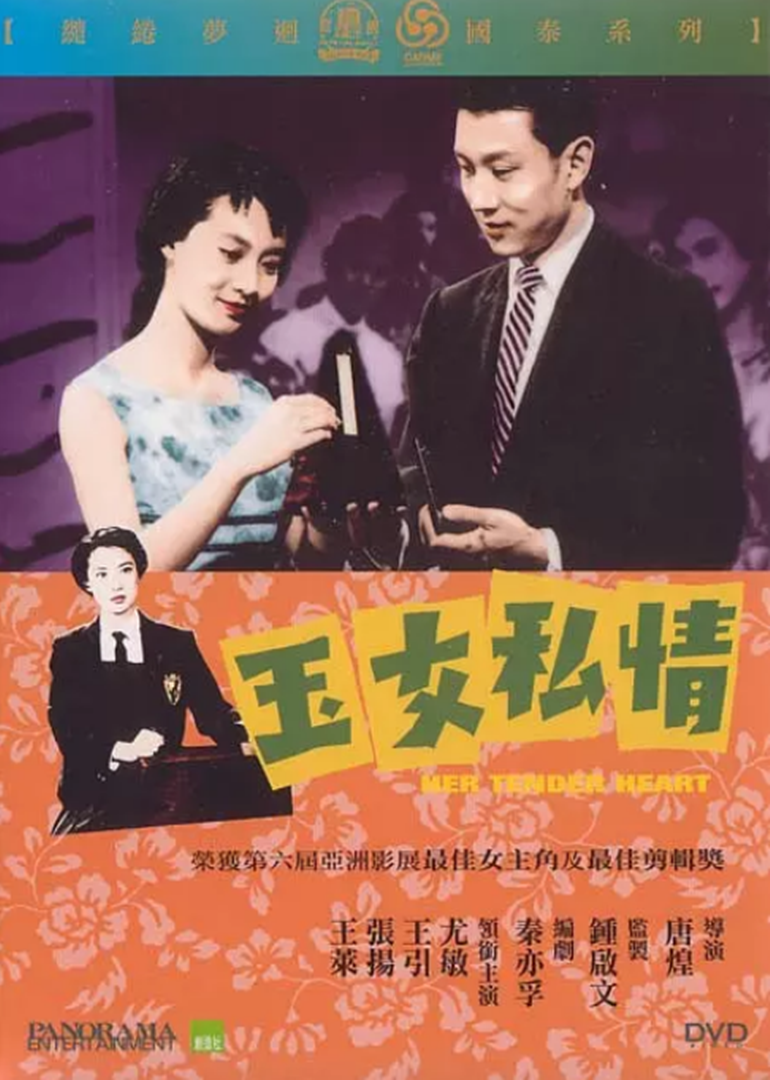 【纏綣夢迴 國泰系列】
CATHAY
玉女私情
HER TENDER HEART
榮獲第六屆亞洲影展最佳女主角及最佳剪輯獎
導演
唐煌
監製
鍾啟文
編劇
秦亦孚
領銜主演
尤敏
王引
張揚
王萊
PANORAMA
ENTERTAINMENT
DVD